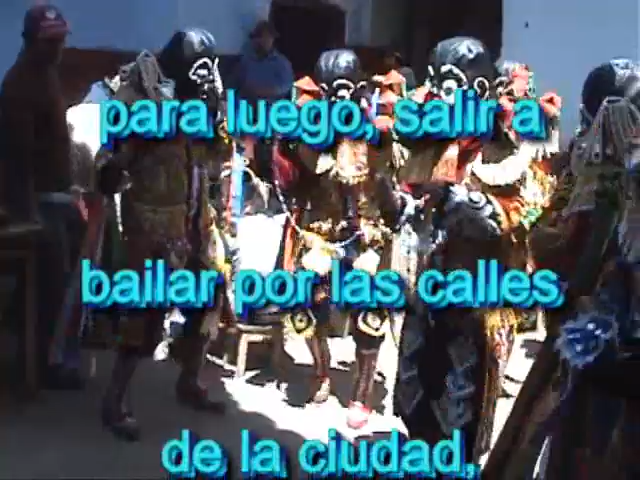 para luego, salir a
bailar por las calles
de la ciudad,